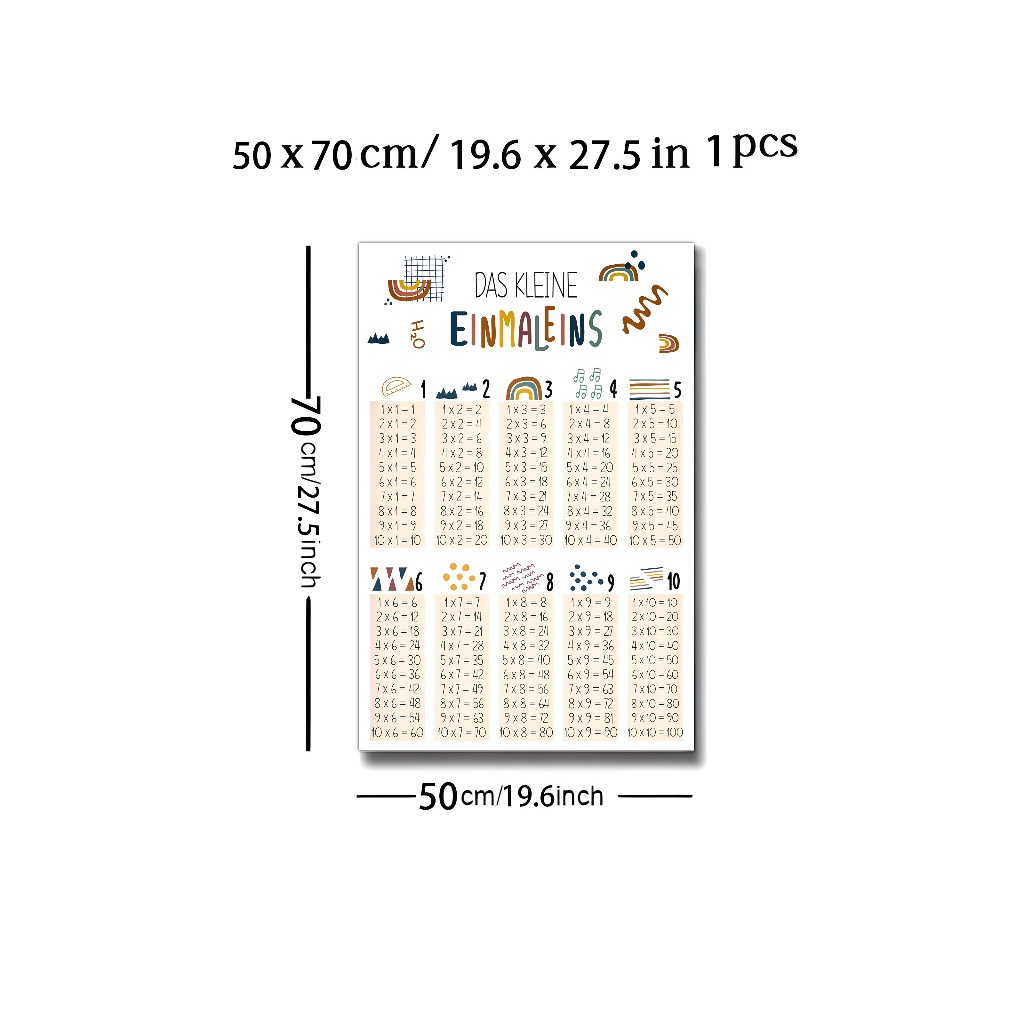 50 x 70 cm/ 19.6 x 27.5 in 1 pcs
DAS KLEINE
EINMALEINS
H₂O
70 cm/27.5inch
1
1 x 1 = 1
2 x 1 = 2
3 x 1 = 3
4 x 1 = 4
5 x 1 = 5
6 x 1 = 6
7 x 1 = 7
8 x 1 = 8
9 x 1 = 9
10 x 1 = 10
2
1 x 2 = 2
2 x 2 = 4
3 x 2 = 6
4 x 2 = 8
5 x 2 = 10
6 x 2 = 12
7 x 2 = 14
8 x 2 = 16
9 x 2 = 18
10 x 2 = 20
3
1 x 3 = 3
2 x 3 = 6
3 x 3 = 9
4 x 3 = 12
5 x 3 = 15
6 x 3 = 18
7 x 3 = 21
8 x 3 = 24
9 x 3 = 27
10 x 3 = 30
4
1 x 4 = 4
2 x 4 = 8
3 x 4 = 12
4 x 4 = 16
5 x 4 = 20
6 x 4 = 24
7 x 4 = 28
8 x 4 = 32
9 x 4 = 36
10 x 4 = 40
5
1 x 5 = 5
2 x 5 = 10
3 x 5 = 15
4 x 5 = 20
5 x 5 = 25
6 x 5 = 30
7 x 5 = 35
8 x 5 = 40
9 x 5 = 45
10 x 5 = 50
6
1 x 6 = 6
2 x 6 = 12
3 x 6 = 18
4 x 6 = 24
5 x 6 = 30
6 x 6 = 36
7 x 6 = 42
8 x 6 = 48
9 x 6 = 54
10 x 6 = 60
7
1 x 7 = 7
2 x 7 = 14
3 x 7 = 21
4 x 7 = 28
5 x 7 = 35
6 x 7 = 42
7 x 7 = 49
8 x 7 = 56
9 x 7 = 63
10 x 7 = 70
8
1 x 8 = 8
2 x 8 = 16
3 x 8 = 24
4 x 8 = 32
5 x 8 = 40
6 x 8 = 48
7 x 8 = 56
8 x 8 = 64
9 x 8 = 72
10 x 8 = 80
9
1 x 9 = 9
2 x 9 = 18
3 x 9 = 27
4 x 9 = 36
5 x 9 = 45
6 x 9 = 54
7 x 9 = 63
8 x 9 = 72
9 x 9 = 81
10 x 9 = 90
10
1 x 10 = 10
2 x 10 = 20
3 x 10 = 30
4 x 10 = 40
5 x 10 = 50
6 x 10 = 60
7 x 10 = 70
8 x 10 = 80
9 x 10 = 90
10 x 10 = 100
50cm/19.6inch